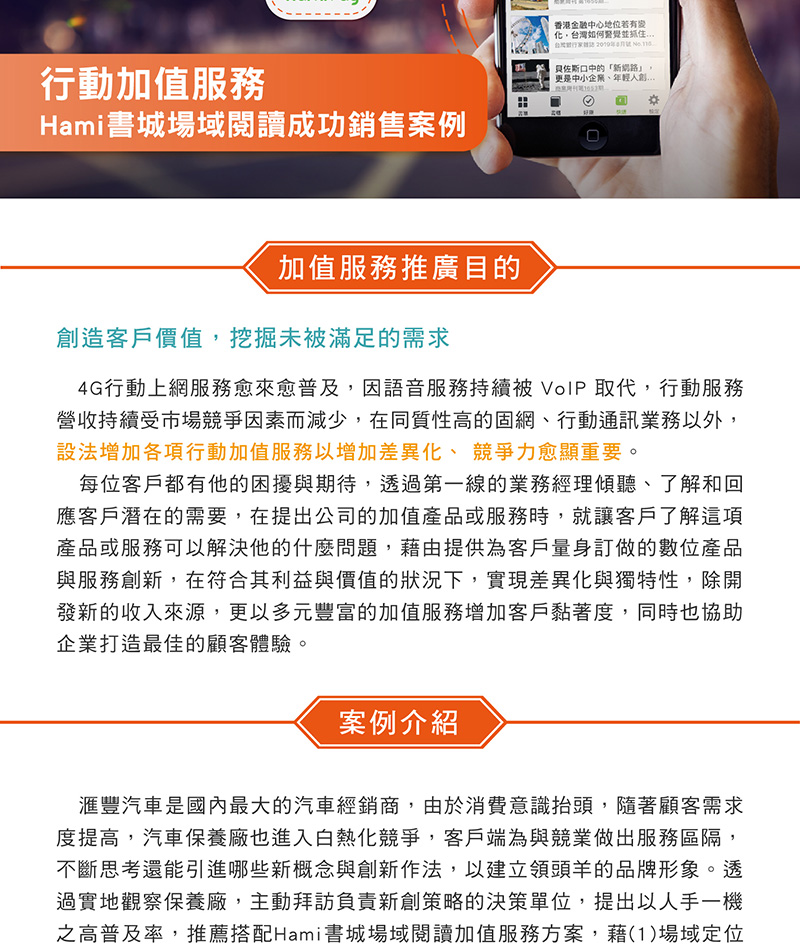 香港金融中心地位若有變
化，台灣如何警覺並抓住...
貝佐斯口中的「新網路」，
更是中小企業、年輕人創...
行動加值服務
Hami書城場域閱讀成功銷售案例
加值服務推廣目的
創造客戶價值，挖掘未被滿足的需求
4G行動上網服務愈來愈普及，因語音服務持續被 VoIP 取代，行動服務
營收持續受市場競爭因素而減少，在同質性高的固網、行動通訊業務以外，
設法增加各項行動加值服務以增加差異化、 競爭力愈顯重要。
每位客戶都有他的困擾與期待，透過第一線的業務經理傾聽、了解和回
應客戶潛在的需要，在提出公司的加值產品或服務時，就讓客戶了解這項
產品或服務可以解決他的什麼問題，藉由提供為客戶量身訂做的數位產品
與服務創新，在符合其利益與價值的狀況下，實現差異化與獨特性，除開
發新的收入來源，更以多元豐富的加值服務增加客戶黏著度，同時也協助
企業打造最佳的顧客體驗。
案例介紹
滙豐汽車是國內最大的汽車經銷商，由於消費意識抬頭，隨著顧客需求
度提高，汽車保養廠也進入白熱化競爭，客戶端為與競業做出服務區隔，
不斷思考還能引進哪些新概念與創新作法，以建立領頭羊的品牌形象。透
過實地觀察保養廠，主動拜訪負責新創策略的決策單位，提出以人手一機
之高普及率，推薦搭配Hami書城場域閱讀加值服務方案，藉(1)場域定位